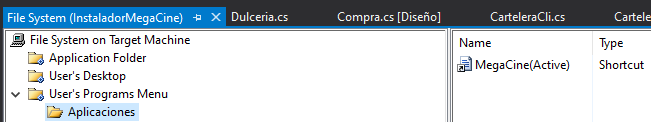 File System (InstaladorMegaCine)
Dulceria.cs
Compra.cs [Diseño]
CarteleraCli.cs
Cartele
File System on Target Machine
Application Folder
User's Desktop
User's Programs Menu
Aplicaciones
Name
Type
MegaCine(Active)
Shortcut